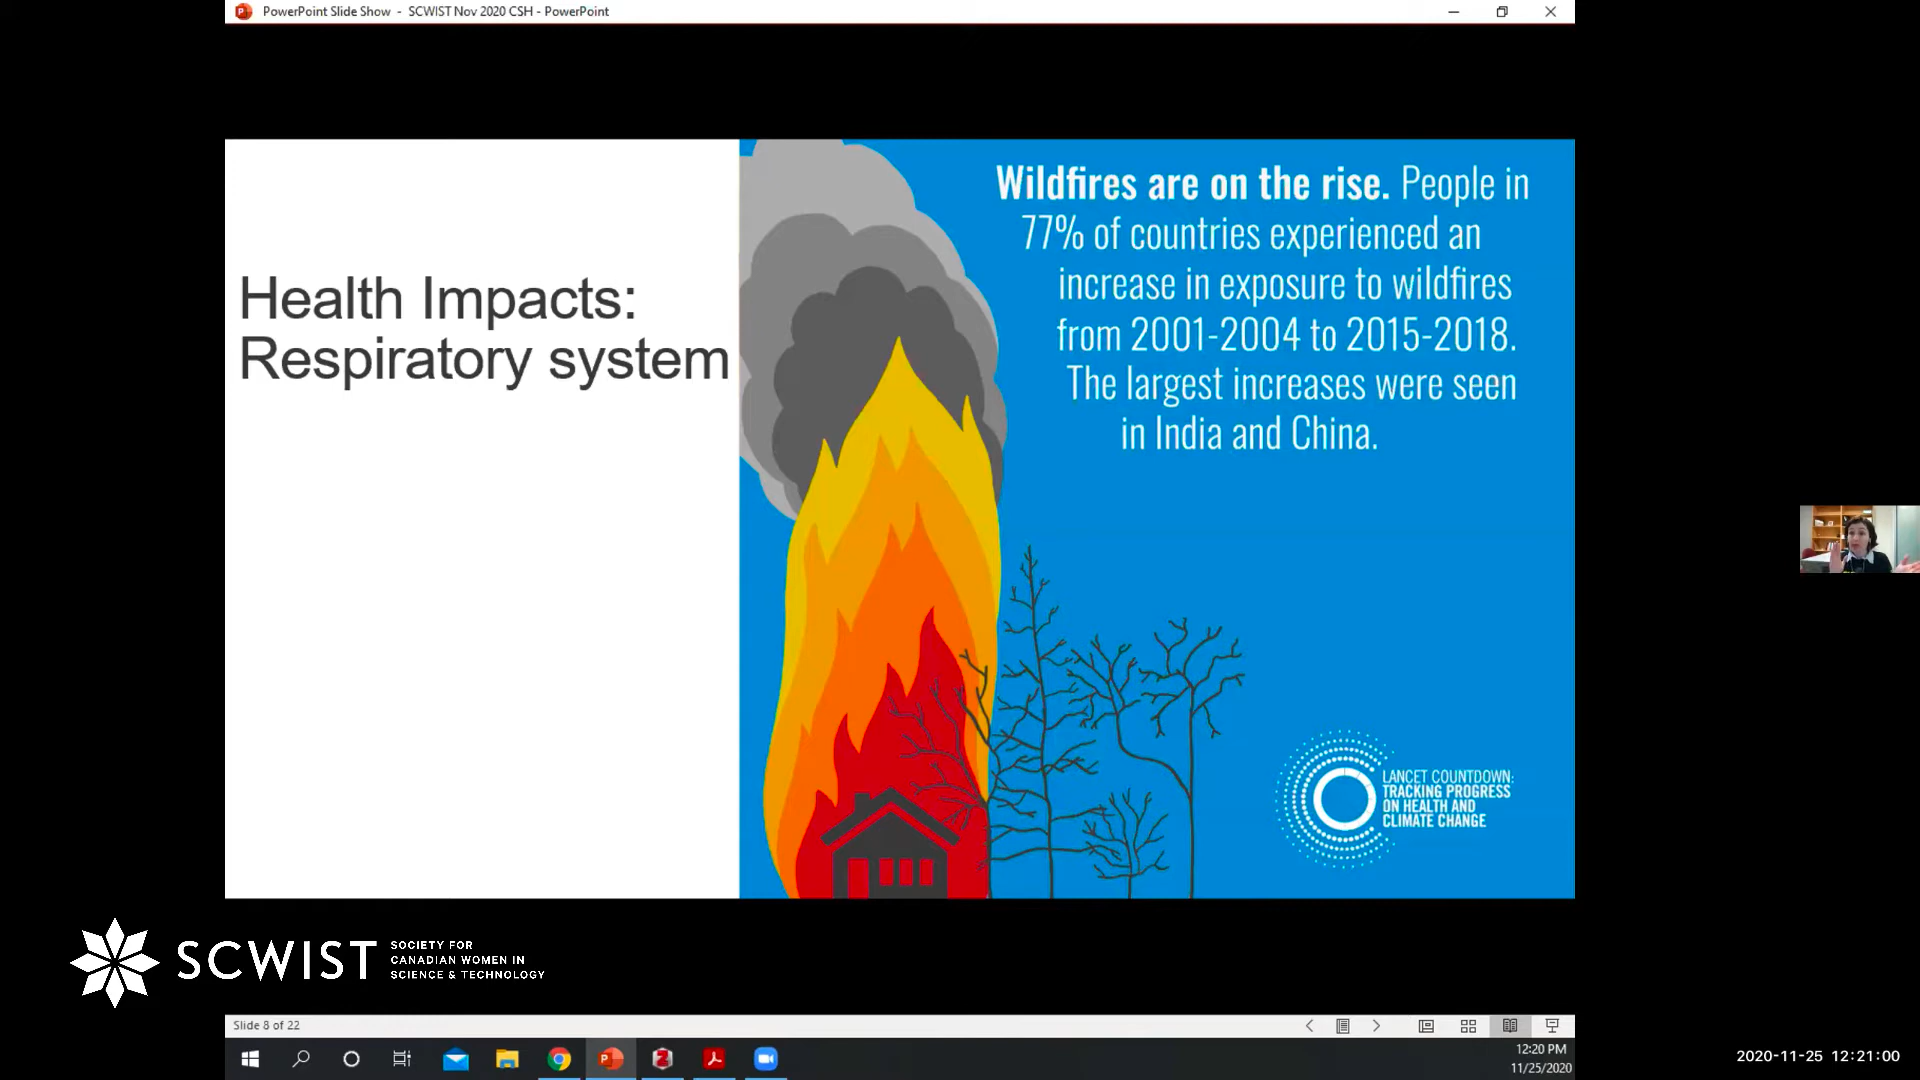 PowerPoint Slide Show - SCWIST Nov 2020 CSH - PowerPoint
Health Impacts:
Respiratory system
Wildfires are on the rise. People in
77% of countries experienced an
increase in exposure to wildfires
from 2001-2004 to 2015-2018.
The largest increases were seen
in India and China.
LANCET COUNTDOWN:
TRACKING PROGRESS
ON HEALTH AND
CLIMATE CHANGE
SCWIST
SOCIETY FOR
CANADIAN WOMEN IN
SCIENCE & TECHNOLOGY
Slide 8 of 22
12:20 PM
11/25/2020
2020-11-25 12:21:00